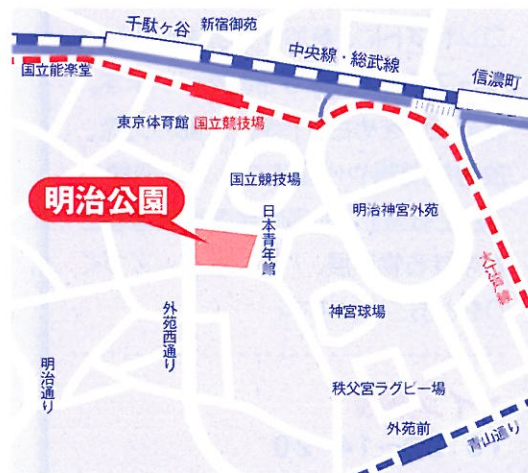 千駄ヶ谷
新宿御苑
中央線・総武線
信濃町
国立能楽堂
東京体育館
国立競技場
国立競技場
明治公園
日本青年館
明治神宮外苑
大江戸線
神宮球場
外苑西通り
明治通り
秩父宮ラグビー場
外苑前
青山通り